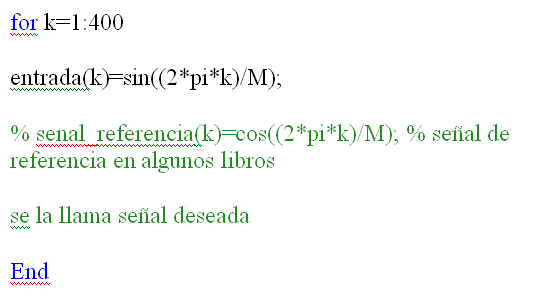 for k=1:400
entrada(k)=sin((2*pi*k)/M);
% senal_referencia(k)=cos((2*pi*k)/M); % señal de
referencia en algunos libros
se la llama señal deseada
End